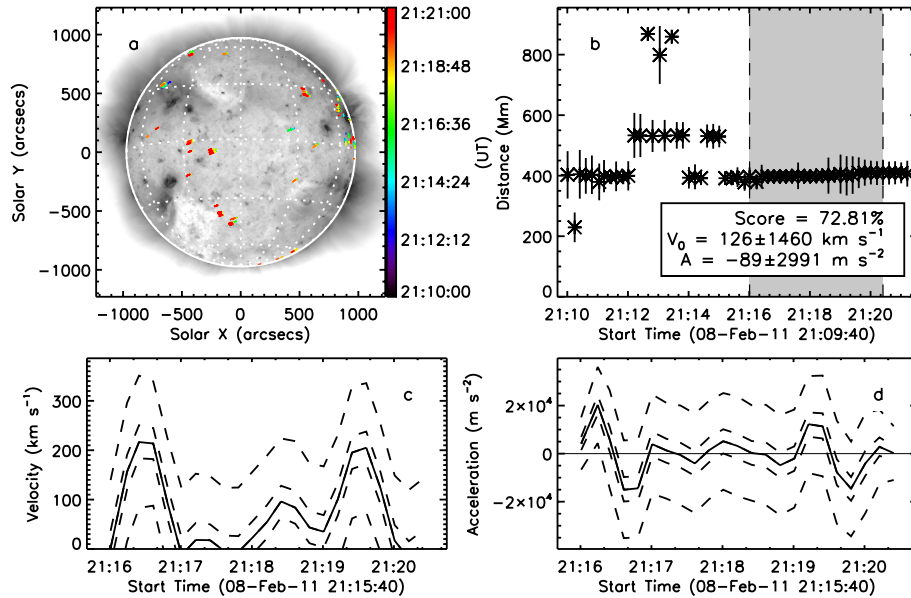 a
1000
500
0
−500
−1000
Solar Y (arcsecs)
−1000 −500 0 500 1000
Solar X (arcsecs)
21:21:00
21:18:48
21:16:36
21:14:24
21:12:12
21:10:00
(UT)
b
800
600
400
200
0
Distance (Mm)
Score = 72.81%
V0 = 126±1460 km s−1
A = −89±2991 m s−2
21:10 21:12 21:14 21:16 21:18 21:20
Start Time (08−Feb−11 21:09:40)
c
300
200
100
0
Velocity (km s−1)
21:16 21:17 21:18 21:19 21:20
Start Time (08−Feb−11 21:15:40)
d
2×104
0
−2×104
Acceleration (m s−2)
21:16 21:17 21:18 21:19 21:20
Start Time (08−Feb−11 21:15:40)